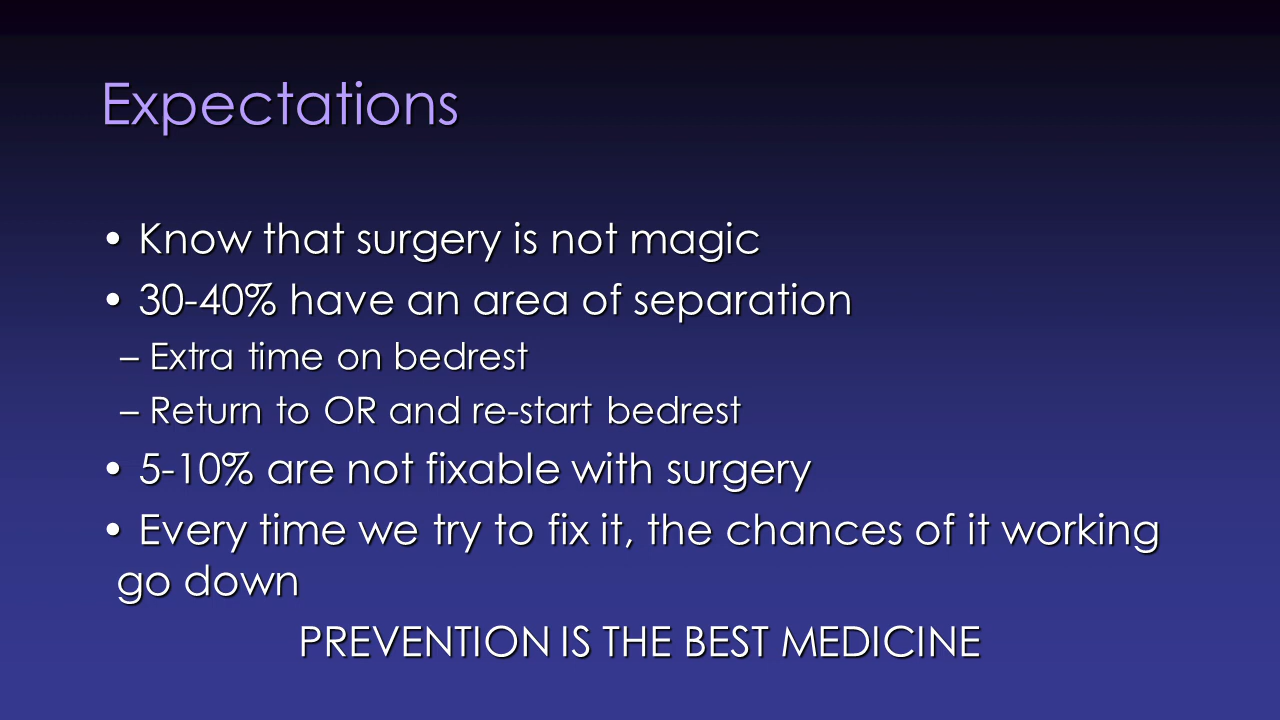 Expectations
• Know that surgery is not magic
• 30-40% have an area of separation
– Extra time on bedrest
– Return to OR and re-start bedrest
• 5-10% are not fixable with surgery
• Every time we try to fix it, the chances of it working
go down
PREVENTION IS THE BEST MEDICINE